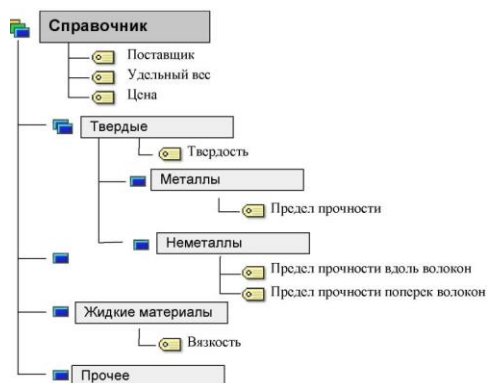 Справочник
Поставщик
Удельный вес
Цена
Твердые
Твердость
Металлы
Предел прочности
Неметаллы
Предел прочности вдоль волокон
Предел прочности поперек волокон
Жидкие материалы
Вязкость
Прочее